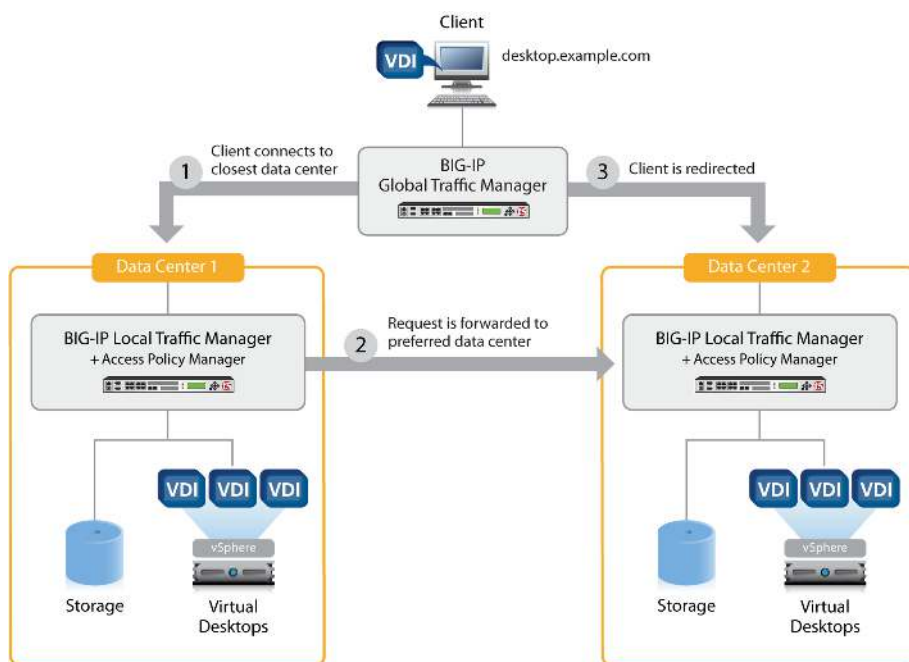 Client
VDI
desktop.example.com
1
Client connects to
closest data center
BIG-IP
Global Traffic Manager
3
Client is redirected
Data Center 1
Data Center 2
BIG-IP Local Traffic Manager
+ Access Policy Manager
2
Request is forwarded to
preferred data center
BIG-IP Local Traffic Manager
+ Access Policy Manager
VDI VDI VDI
vSphere
Storage
Virtual
Desktops
VDI VDI VDI
vSphere
Storage
Virtual
Desktops